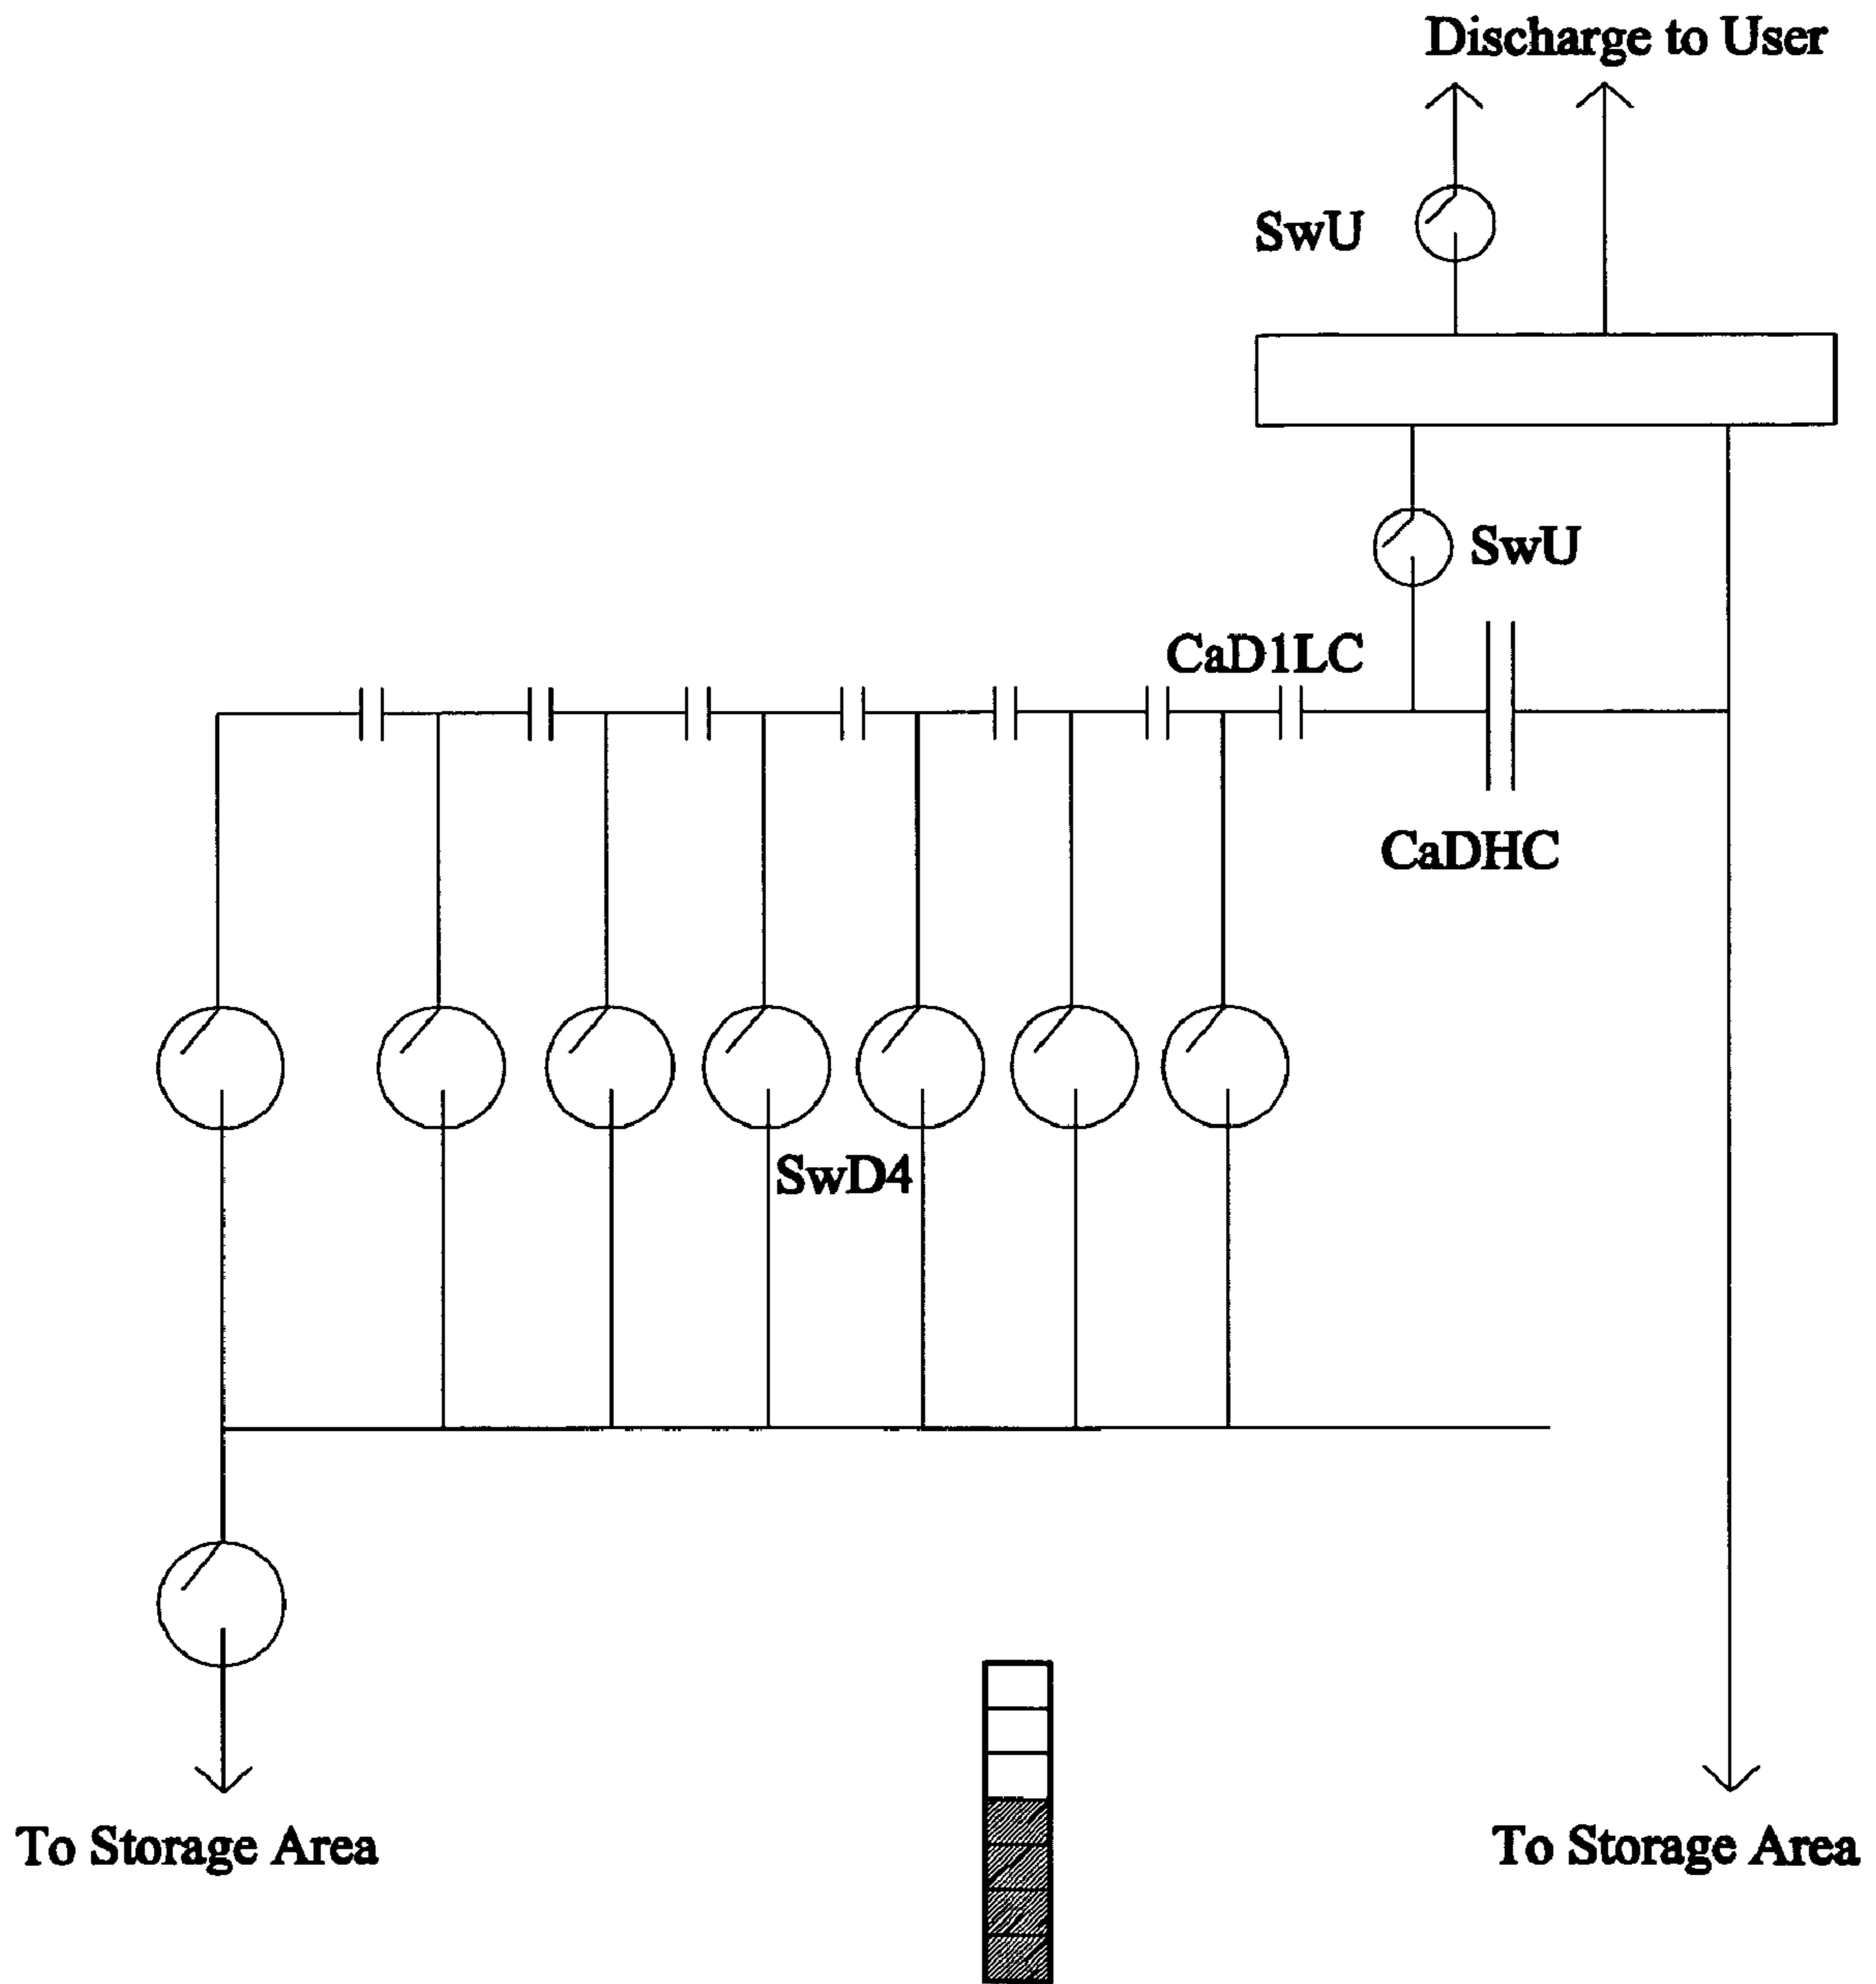 Discharge to User
SwU
SwU
CaD1LC
CaDHC
SwD4
To Storage Area
To Storage Area